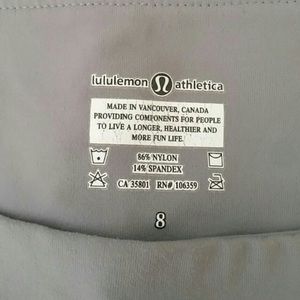 lululemon athletica
MADE IN VANCOUVER, CANADA
PROVIDING COMPONENTS FOR PEOPLE
TO LIVE A LONGER, HEALTHIER AND
MORE FUN LIFE.
86% NYLON
14% SPANDEX
CA 35801 RN# 106359
8